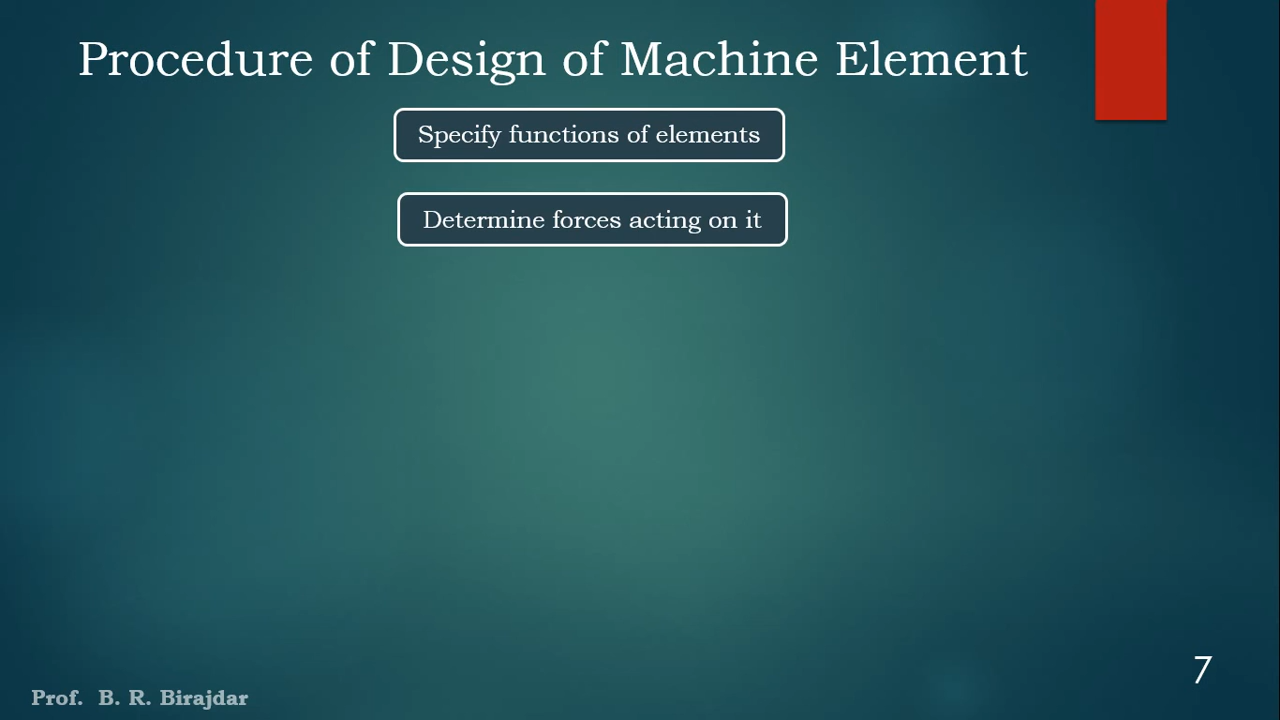 Procedure of Design of Machine Element
Specify functions of elements
Determine forces acting on it
7
Prof. B. R. Birajdar